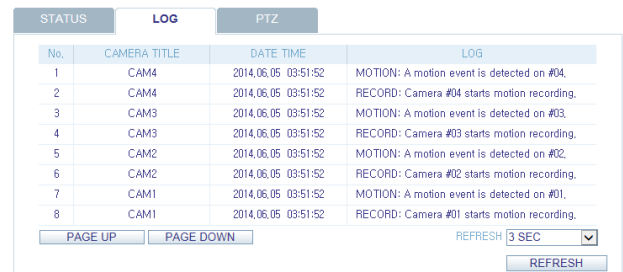 STATUS LOG PTZ
No. CAMERA TITLE DATE TIME LOG
1 CAM4 2014.06.05 03:51:52 MOTION: A motion event is detected on #04.
2 CAM4 2014.06.05 03:51:52 RECORD: Camera #04 starts motion recording.
3 CAM3 2014.06.05 03:51:52 MOTION: A motion event is detected on #03.
4 CAM3 2014.06.05 03:51:52 RECORD: Camera #03 starts motion recording.
5 CAM2 2014.06.05 03:51:52 MOTION: A motion event is detected on #02.
6 CAM2 2014.06.05 03:51:52 RECORD: Camera #02 starts motion recording.
7 CAM1 2014.06.05 03:51:52 MOTION: A motion event is detected on #01.
8 CAM1 2014.06.05 03:51:52 RECORD: Camera #01 starts motion recording.
PAGE UP PAGE DOWN REFRESH 3 SEC
REFRESH